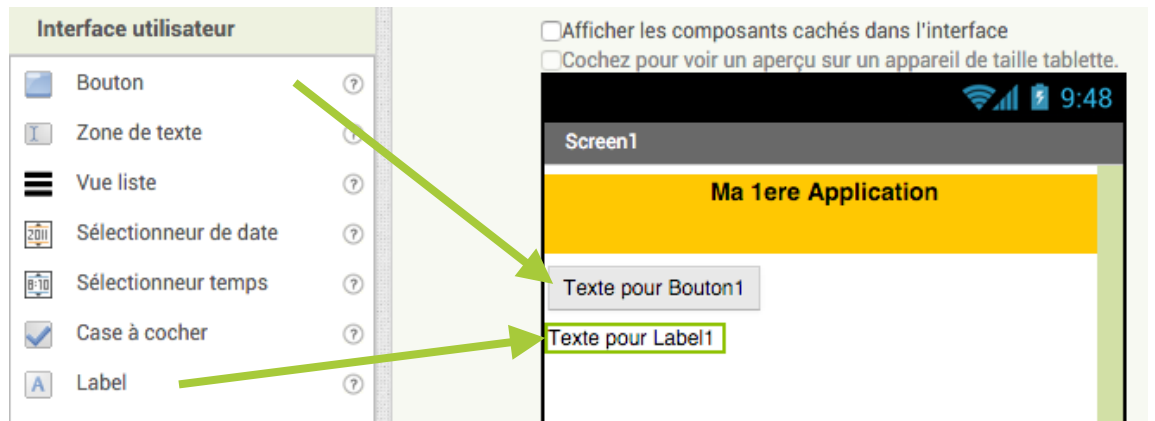 Interface utilisateur
Bouton
Zone de texte
Vue liste
Sélectionneur de date
Sélectionneur temps
Case à cocher
Label
Afficher les composants cachés dans l'interface
Cochez pour voir un aperçu sur un appareil de taille tablette.
9:48
Screen1
Ma 1ere Application
Texte pour Bouton1
Texte pour Label1